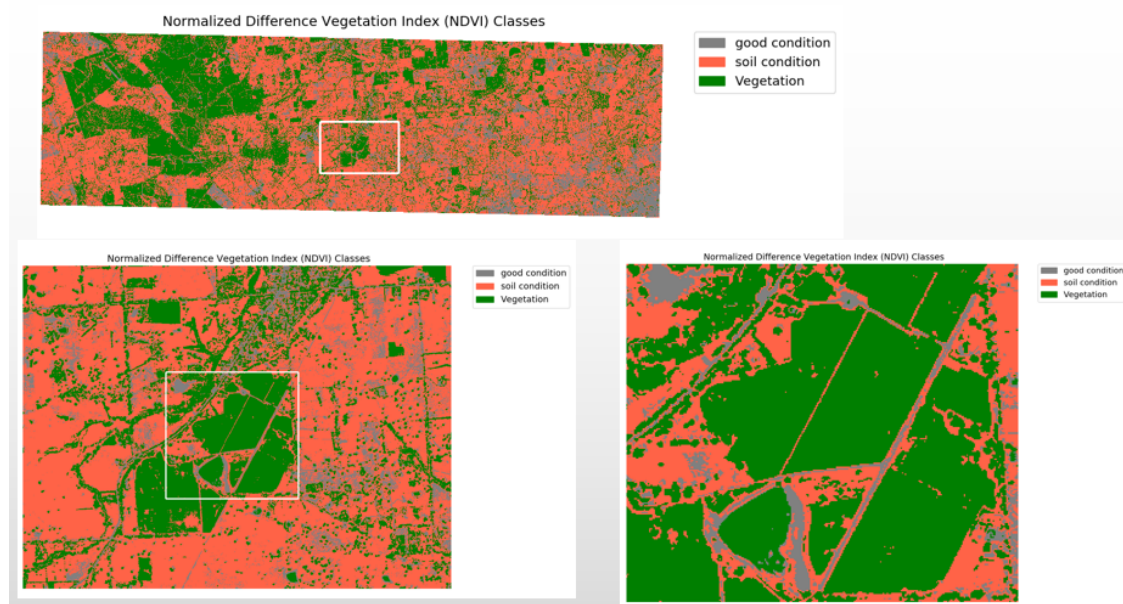 Normalized Difference Vegetation Index (NDVI) Classes
good condition
soil condition
Vegetation
Normalized Difference Vegetation Index (NDVI) Classes
good condition
soil condition
Vegetation
Normalized Difference Vegetation Index (NDVI) Classes
good condition
soil condition
Vegetation